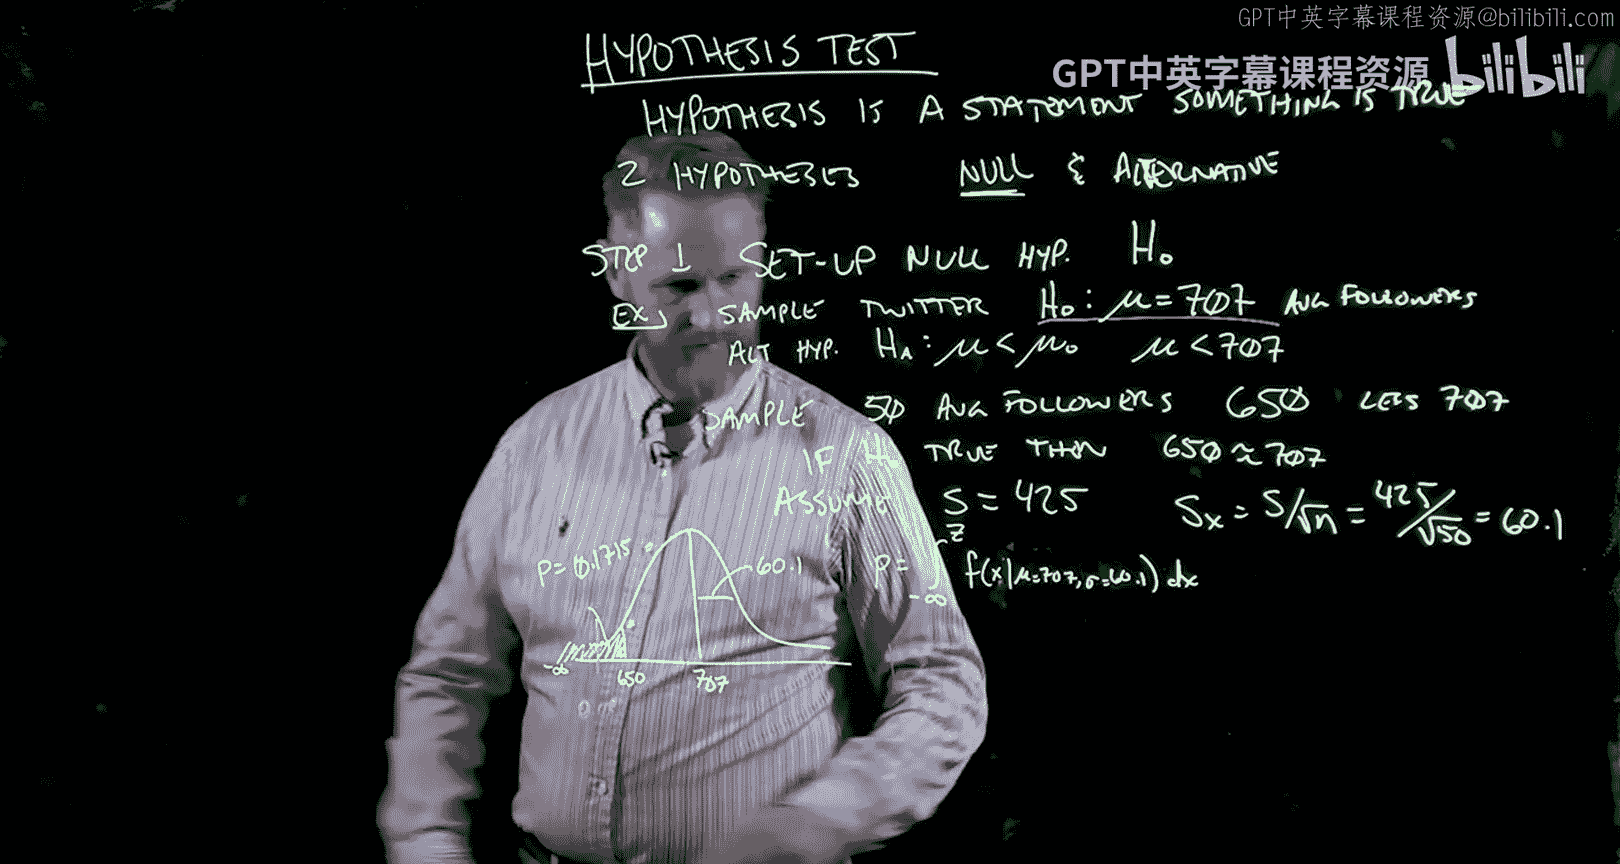 GPT中英字幕课程资源@bilibili.com
GPT中英字幕课程资源 bilibili
HYPOTHESIS TEST
HYPOTHESIS IS A STATEMENT SOMETHING IS TRUE
2 HYPOTHESES NULL & ALTERNATIVE
STEP 1 SET-UP NULL HYP. H₀
EX, SAMPLE TWITTER H₀: μ = 707 AVG FOLLOWERS
ALT HYP. Hₐ: μ < μ₀ μ < 707
SAMPLE 50 AVG FOLLOWERS 650 LESS 707
IF H₀ TRUE THEN 650 ≈ 707
ASSUME S = 425 Sₓ = S/√n = 425/√50 = 60.1
P = 0.1715 60.1 P = ∫ z -∞ f(x|μ=707, σ=60.1) dx
-∞ 650 707